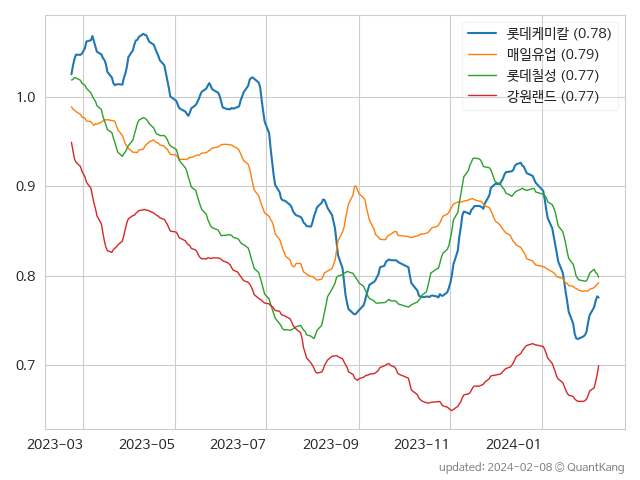 롯데케미칼 (0.78)
매일유업 (0.79)
롯데칠성 (0.77)
강원랜드 (0.77)
1.0
0.9
0.8
0.7
2023-03 2023-05 2023-07 2023-09 2023-11 2024-01
updated: 2024-02-08 © QuantKang